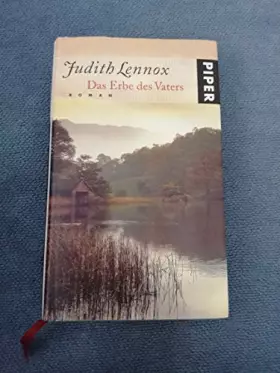 Judith Lennox
Das Erbe des Vaters
ROMAN
PIPER